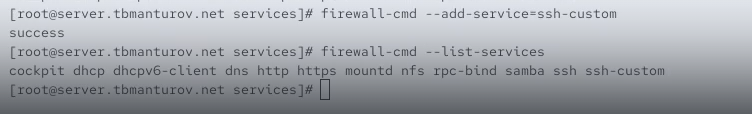 [root@server.tbmanturov.net services]# firewall-cmd --add-service=ssh-custom
success
[root@server.tbmanturov.net services]# firewall-cmd --list-services
cockpit dhcp dhcpv6-client dns http https mountd nfs rpc-bind samba ssh ssh-custom
[root@server.tbmanturov.net services]#